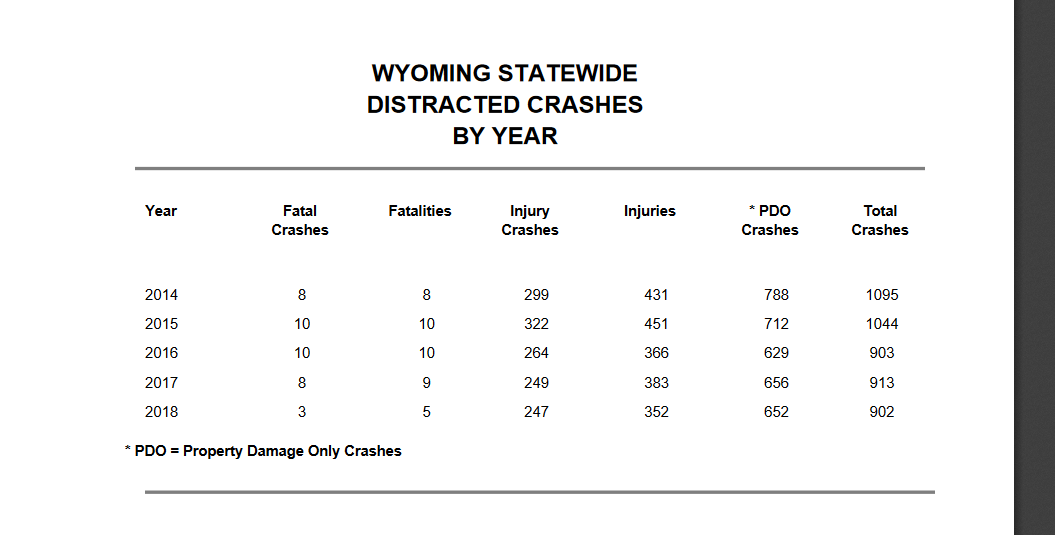 WYOMING STATEWIDE
DISTRACTED CRASHES
BY YEAR
Year Fatal Crashes Fatalities Injury Crashes Injuries * PDO Crashes Total Crashes
2014 8 8 299 431 788 1095
2015 10 10 322 451 712 1044
2016 10 10 264 366 629 903
2017 8 9 249 383 656 913
2018 3 5 247 352 652 902
* PDO = Property Damage Only Crashes